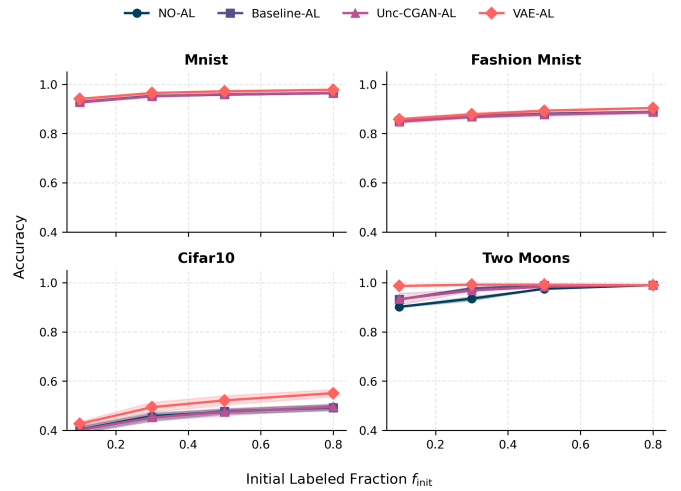 NO-AL Baseline-AL Unc-CGAN-AL VAE-AL
Mnist Fashion Mnist
1.0 1.0
0.8 0.8
0.6 0.6
0.4 0.4
Accuracy
Cifar10 Two Moons
1.0 1.0
0.8 0.8
0.6 0.6
0.4 0.4
0.2 0.4 0.6 0.8 0.2 0.4 0.6 0.8
Initial Labeled Fraction f_init